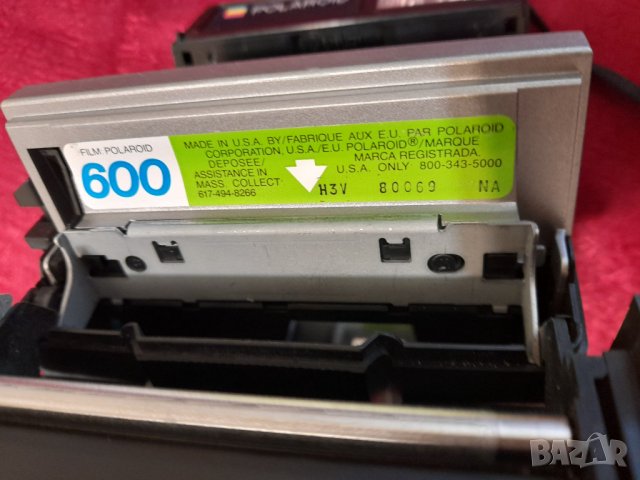 POLAROID
FILM: POLAROID
600
MADE IN U.S.A. BY/FABRIQUE AUX E.U. PAR POLAROID
CORPORATION, U.S.A./E.U. POLAROID®/MARQUE
DEPOSEE/ MARCA REGISTRADA
ASSISTANCE IN U.S.A. ONLY 800-343-5000
MASS. COLLECT
617-494-8266
H3V 80060 NA
BAZAR